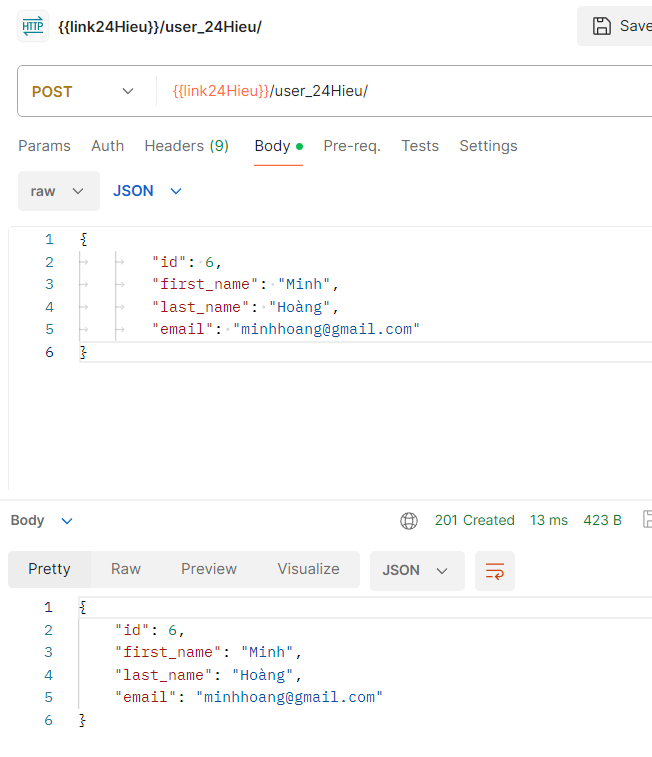 HTTP {{link24Hieu}}/user_24Hieu/ Save
POST {{link24Hieu}}/user_24Hieu/
Params Auth Headers (9) Body Pre-req. Tests Settings
raw JSON
1 {
2 "id": 6,
3 "first_name": "Minh",
4 "last_name": "Hoàng",
5 "email": "minhhoang@gmail.com"
6 }
Body 201 Created 13 ms 423 B
Pretty Raw Preview Visualize JSON
1 {
2 "id": 6,
3 "first_name": "Minh",
4 "last_name": "Hoàng",
5 "email": "minhhoang@gmail.com"
6 }